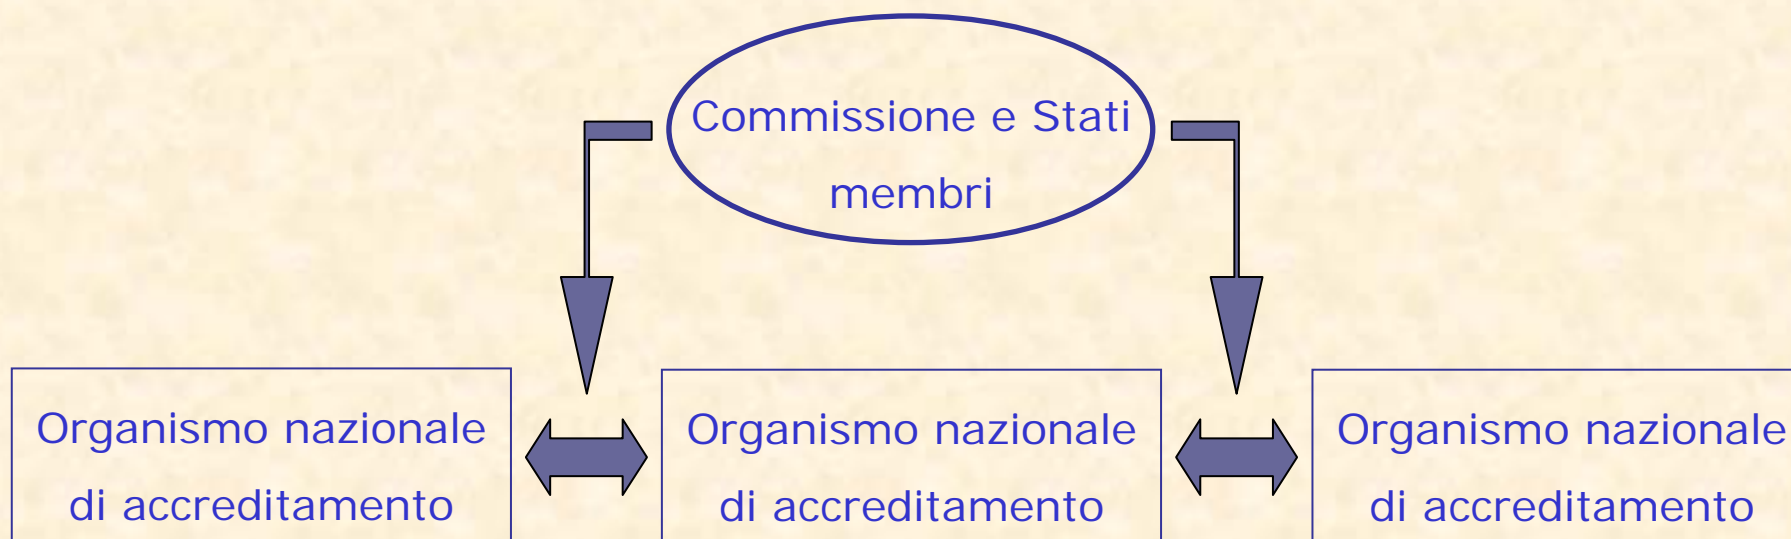 Commissione e Stati
membri
Organismo nazionale
di accreditamento
Organismo nazionale
di accreditamento
Organismo nazionale
di accreditamento